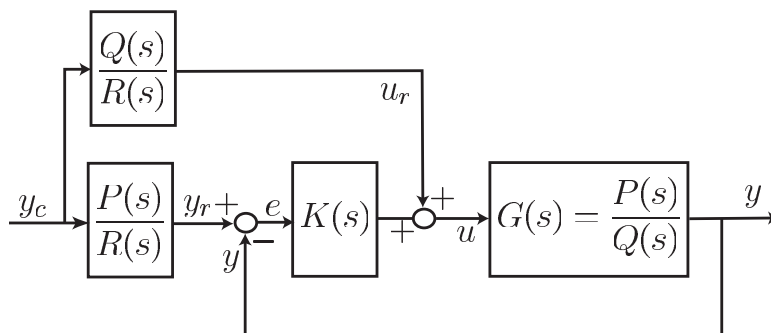 Q(s)
R(s)
u_r
y_c
P(s)
R(s)
y_r
+
e
−
y
K(s)
+
+
u
G(s) = P(s)/Q(s)
y